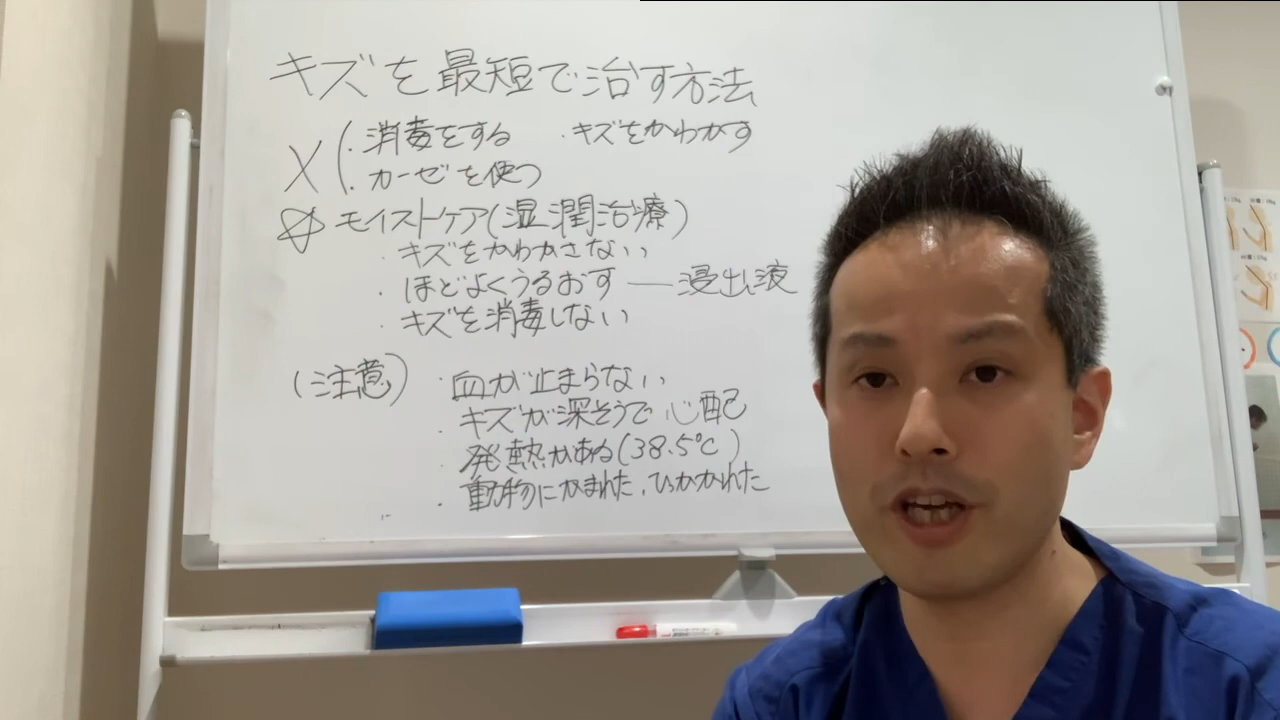 キズを最短で治す方法
×(・消毒をする ・キズをかわかす
・ガーゼを使う
☆モイストケア(湿潤治療)
・キズをかわかさない
・ほどよくうるおす ― 浸出液
・キズを消毒しない
(注意) ・血が止まらない
・キズが深そうで心配
・発熱がある(38.5℃)
・動物にかまれた、ひっかかれた